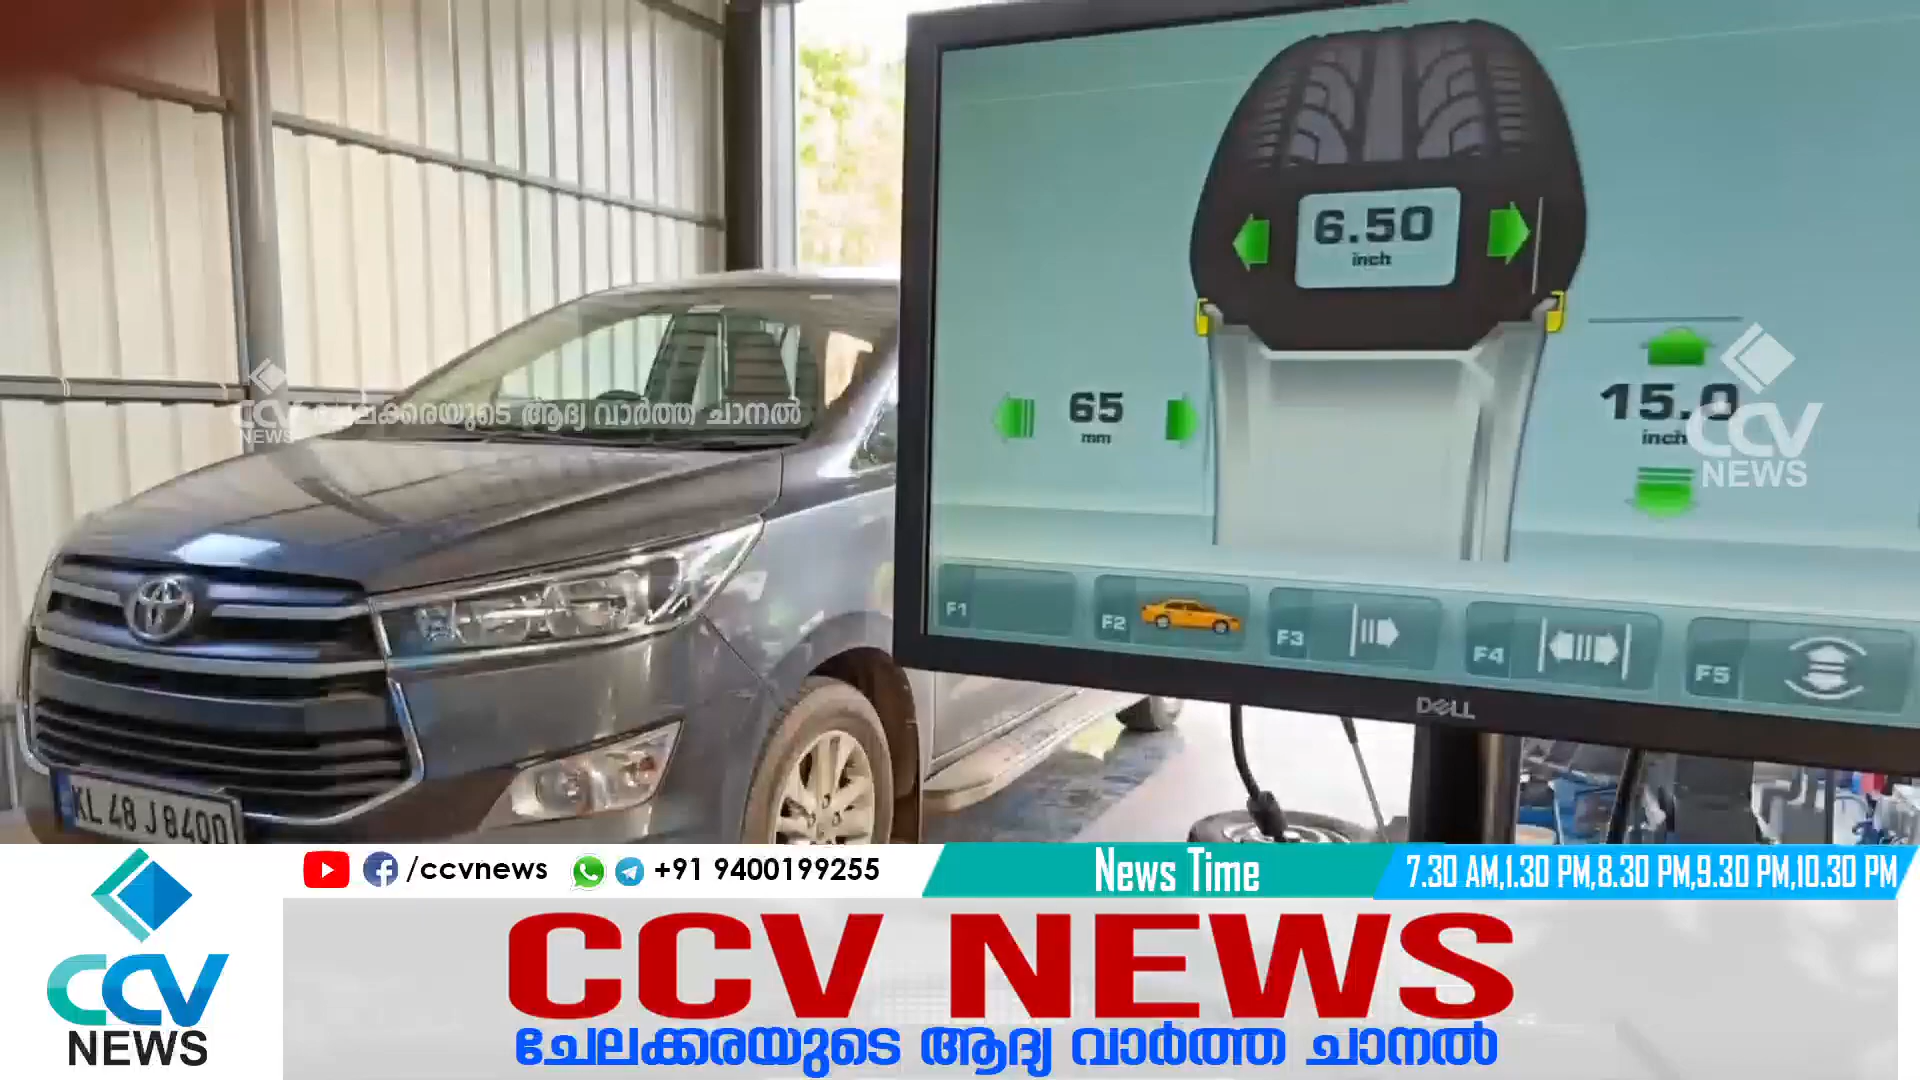 6.50
inch
65
mm
15.0
inch
CCV
NEWS
ചേലക്കരയുടെ ആദ്യ വാർത്ത ചാനൽ
CCV
NEWS
F1
F2
F3
F4
F5
DELL
KL 48 J 8400
/ccvnews
+91 9400199255
News Time
7.30 AM,1.30 PM,8.30 PM,9.30 PM,10.30 PM
CCV
NEWS
CCV NEWS
ചേലക്കരയുടെ ആദ്യ വാർത്ത ചാനൽ